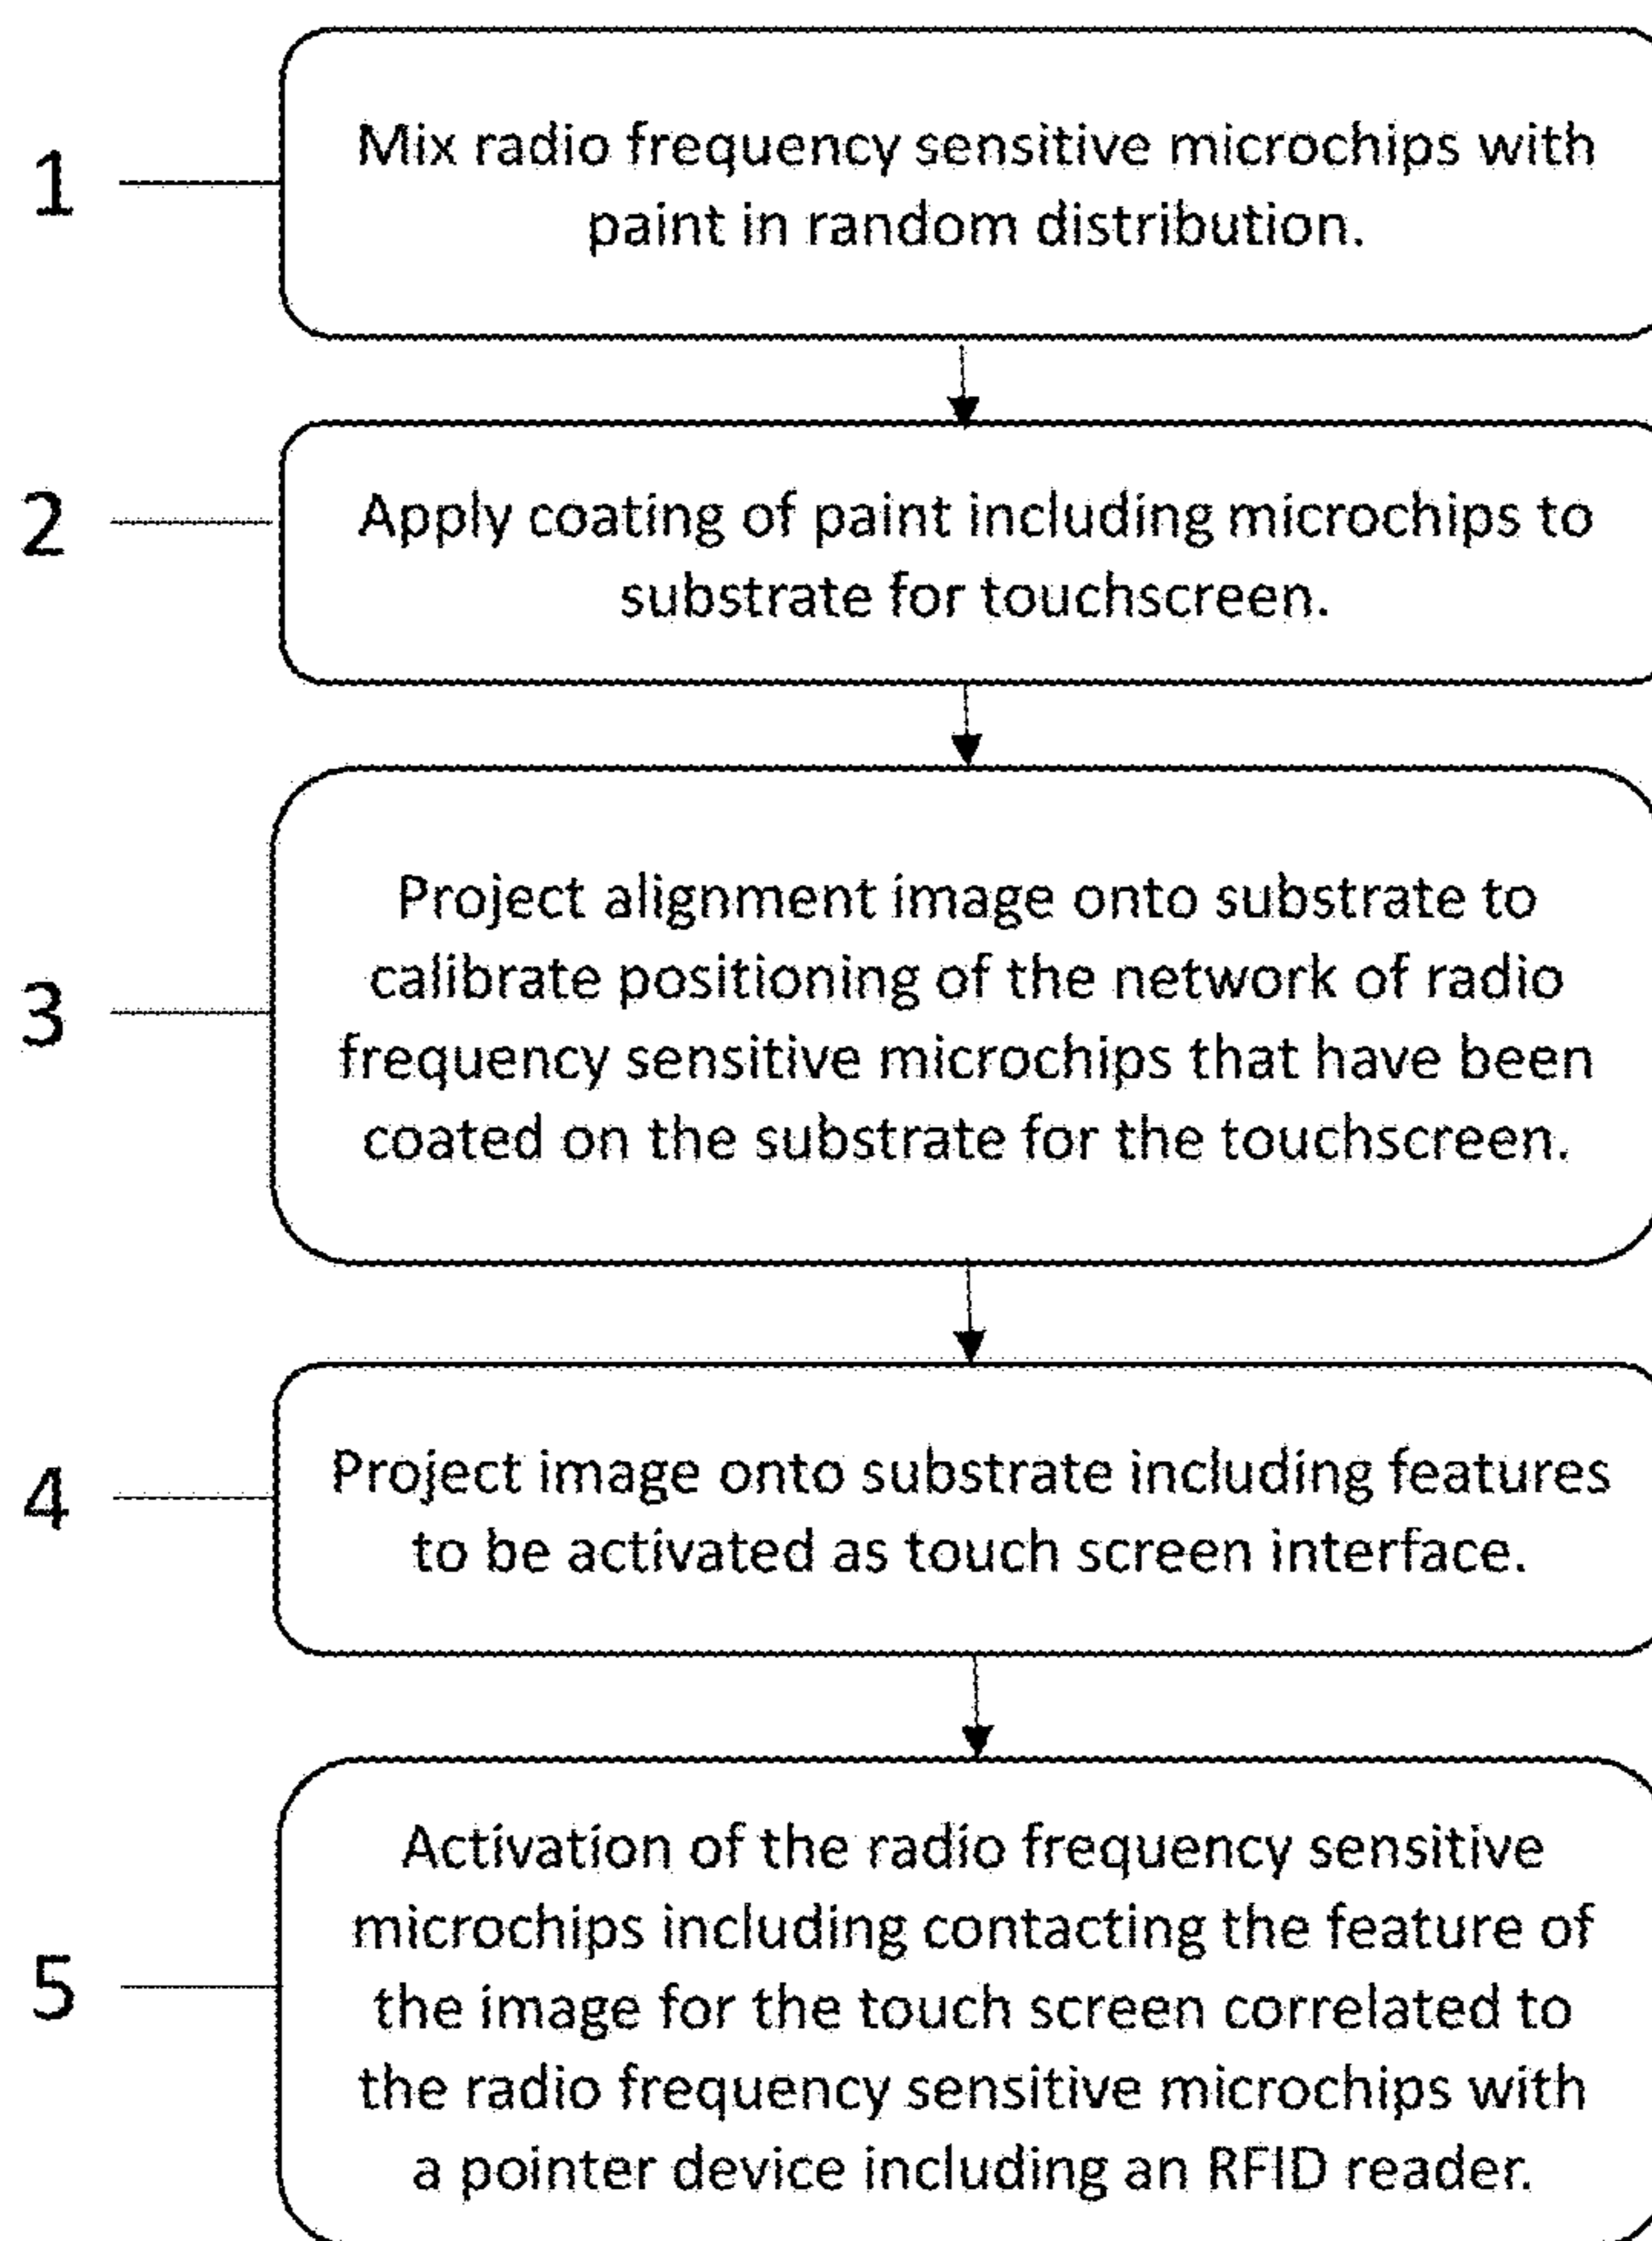 1
Mix radio frequency sensitive microchips with
paint in random distribution.
2
Apply coating of paint including microchips to
substrate for touchscreen.
3
Project alignment image onto substrate to
calibrate positioning of the network of radio
frequency sensitive microchips that have been
coated on the substrate for the touchscreen.
4
Project image onto substrate including features
to be activated as touch screen interface.
5
Activation of the radio frequency sensitive
microchips including contacting the feature of
the image for the touch screen correlated to
the radio frequency sensitive microchips with
a pointer device including an RFID reader.